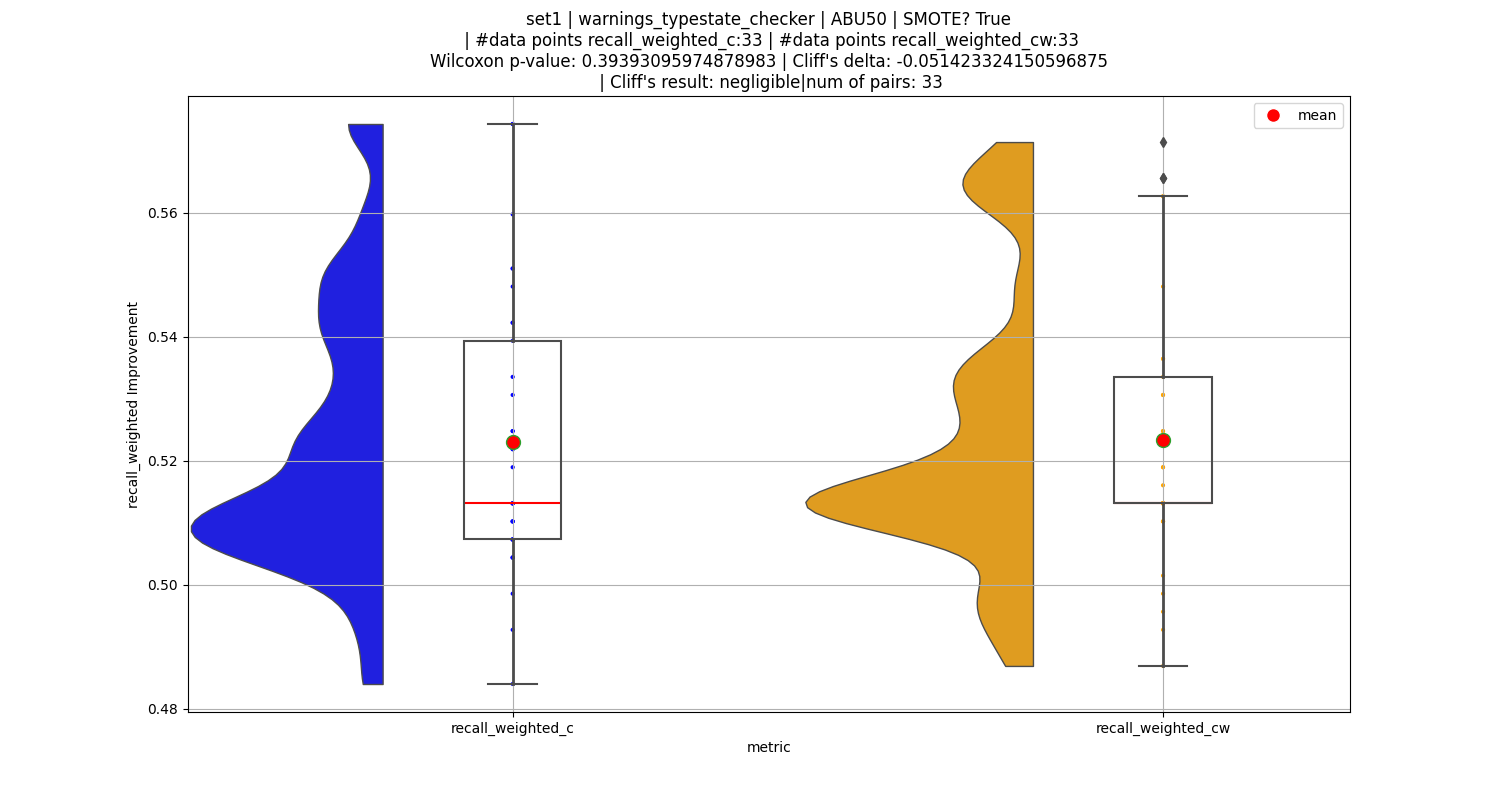 set1 | warnings_typestate_checker | ABU50 | SMOTE? True
| #data points recall_weighted_c:33 | #data points recall_weighted_cw:33
Wilcoxon p-value: 0.39393095974878983 | Cliff's delta: -0.051423324150596875
| Cliff's result: negligible|num of pairs: 33
mean
recall_weighted Improvement
0.56
0.54
0.52
0.50
0.48
recall_weighted_c
recall_weighted_cw
metric